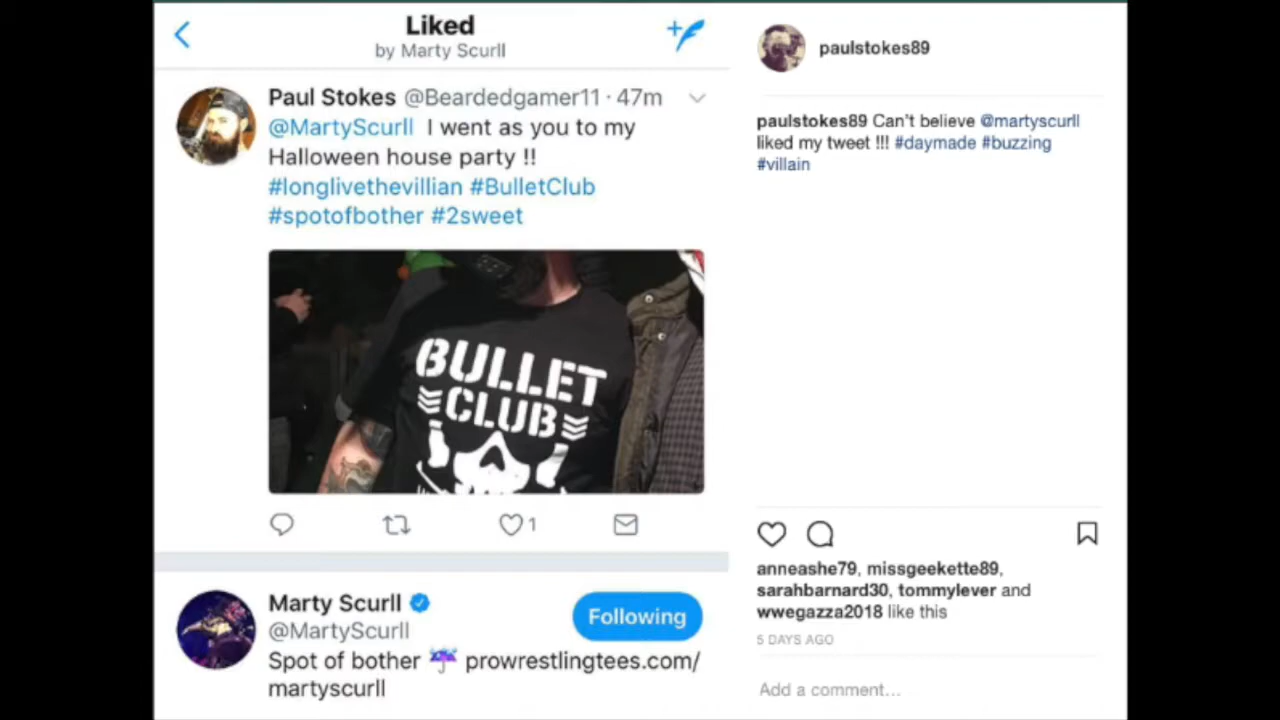 Liked
by Marty Scurll
Paul Stokes @Beardedgamer11 · 47m
@MartyScurll I went as you to my
Halloween house party !!
#longlivethevillian #BulletClub
#spotofbother #2sweet
BULLET
CLUB
1
Marty Scurll
@MartyScurll
Following
Spot of bother ☔ prowrestlingtees.com/
martyscurll
paulstokes89
paulstokes89 Can't believe @martyscurll
liked my tweet !!! #daymade #buzzing
#villain
anneashe79, missgeekette89,
sarahbarnard30, tommylever and
wwegazza2018 like this
5 DAYS AGO
Add a comment...